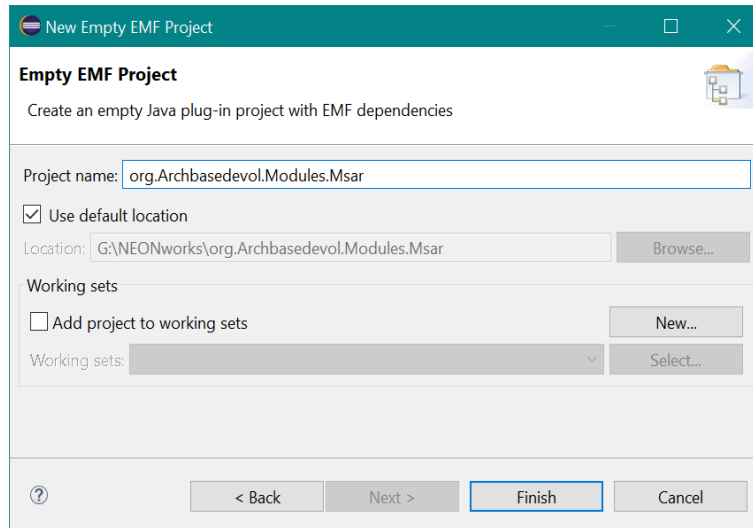 New Empty EMF Project
Empty EMF Project
Create an empty Java plug-in project with EMF dependencies
Project name: org.Archbasedevol.Modules.Msar
Use default location
Location: G:\NEONworks\org.Archbasedevol.Modules.Msar Browse...
Working sets
Add project to working sets New...
Working sets: Select...
? < Back Next > Finish Cancel